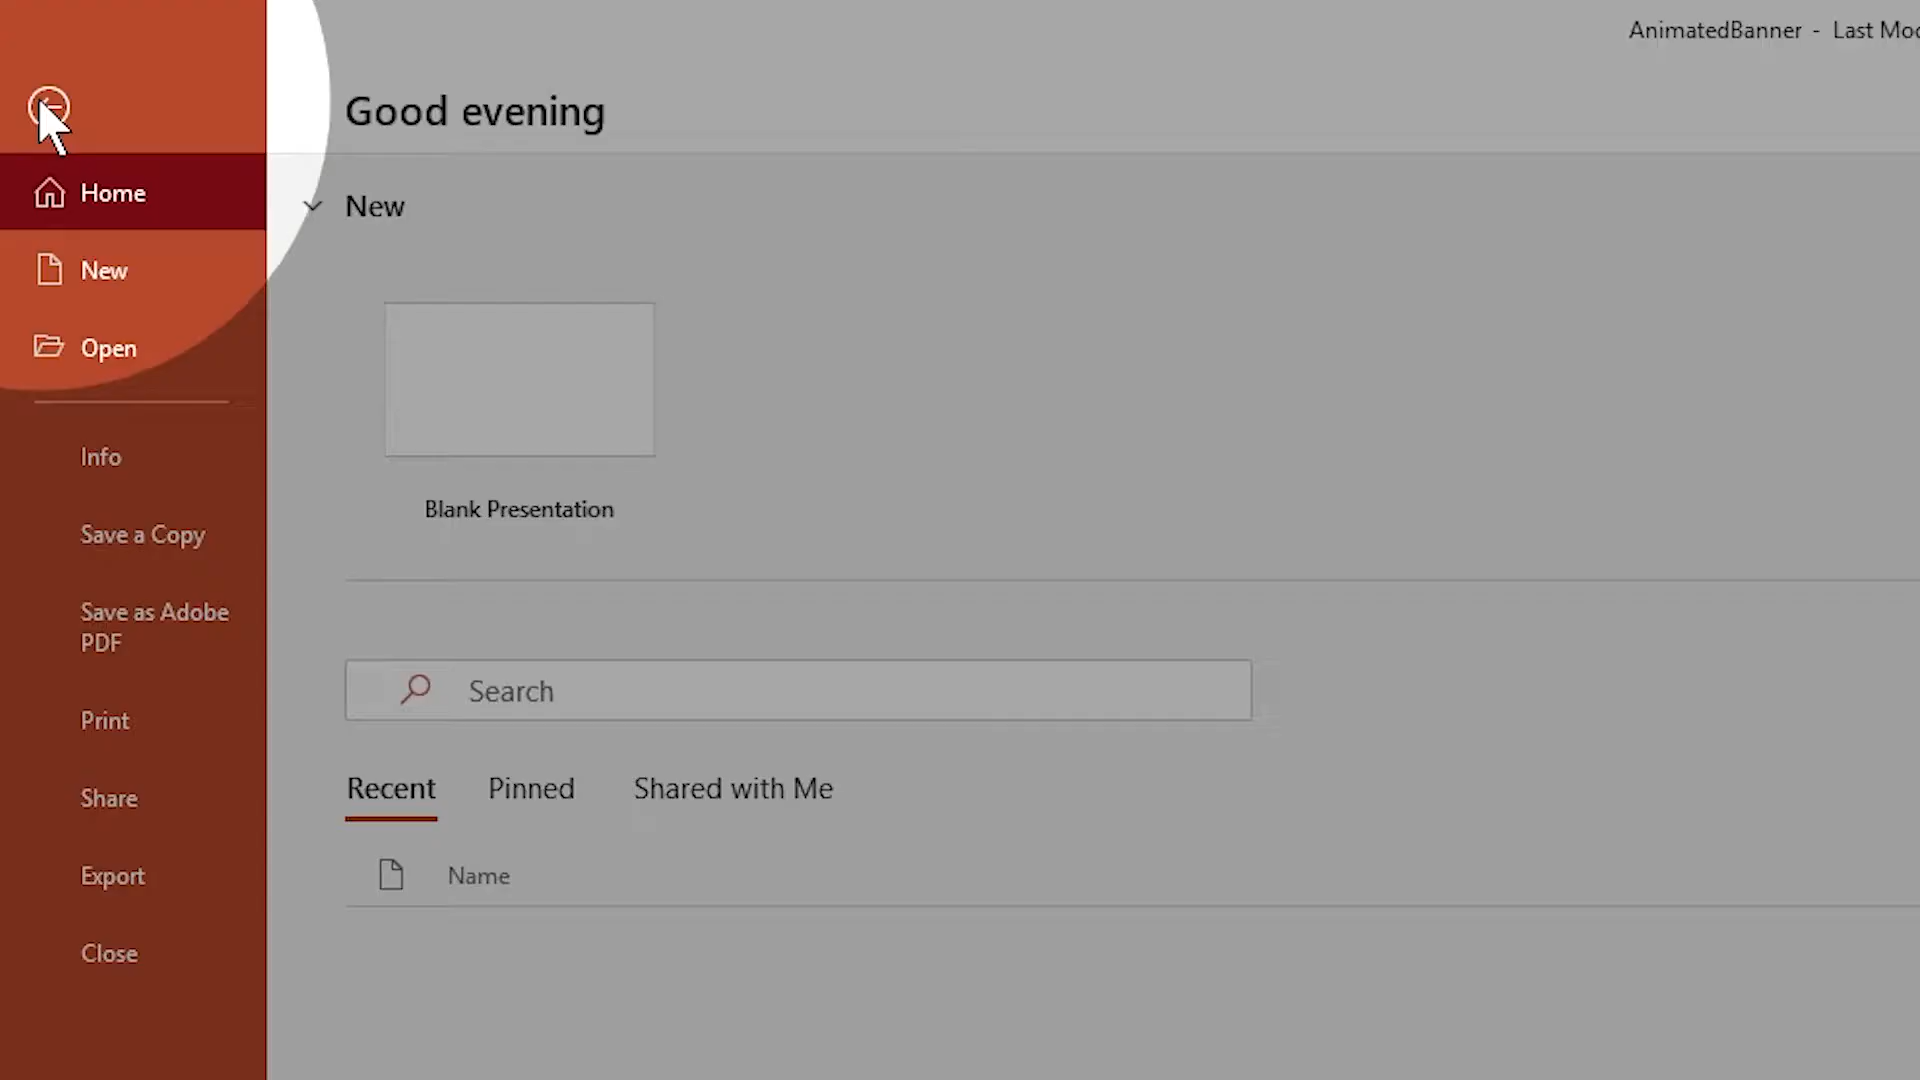 AnimatedBanner - Last
Good evening
Home
New
New
Open
Info
Save a Copy
Save as Adobe
PDF
Print
Share
Export
Close
Blank Presentation
Search
Recent Pinned Shared with Me
Name